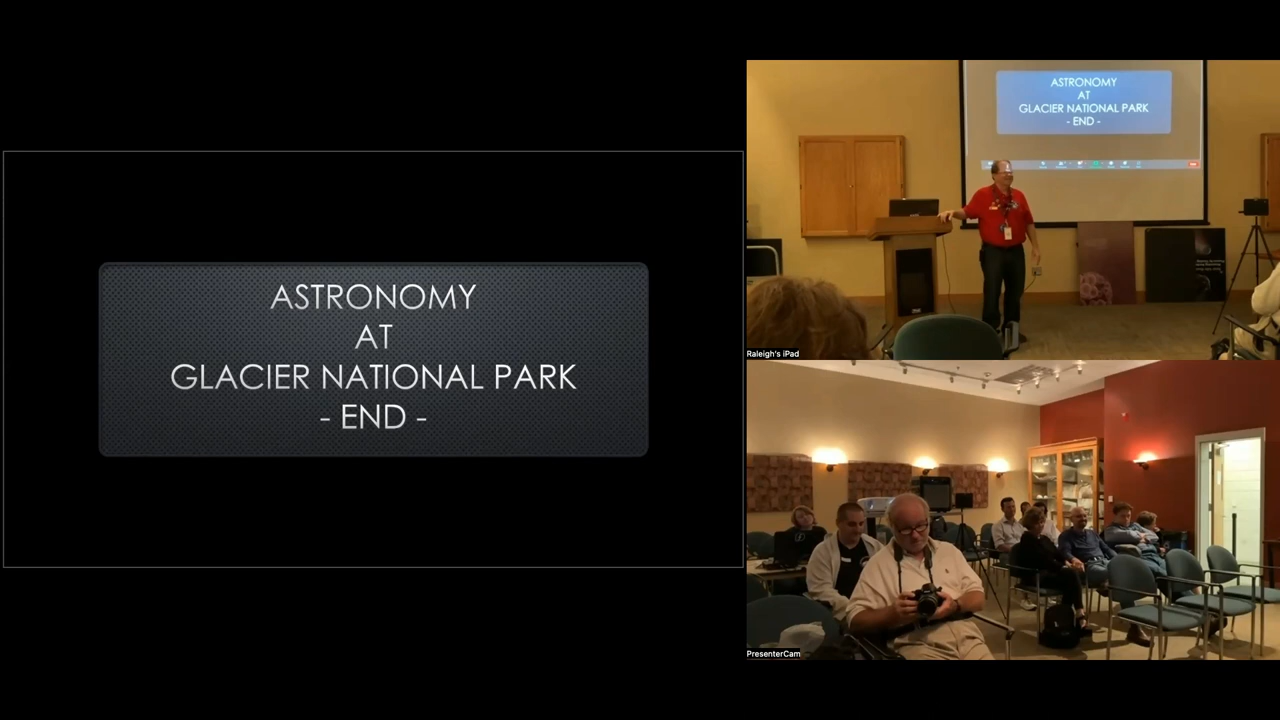 ASTRONOMY
AT
GLACIER NATIONAL PARK
- END -
ASTRONOMY
AT
GLACIER NATIONAL PARK
- END -
Raleigh's iPad
PresenterCam